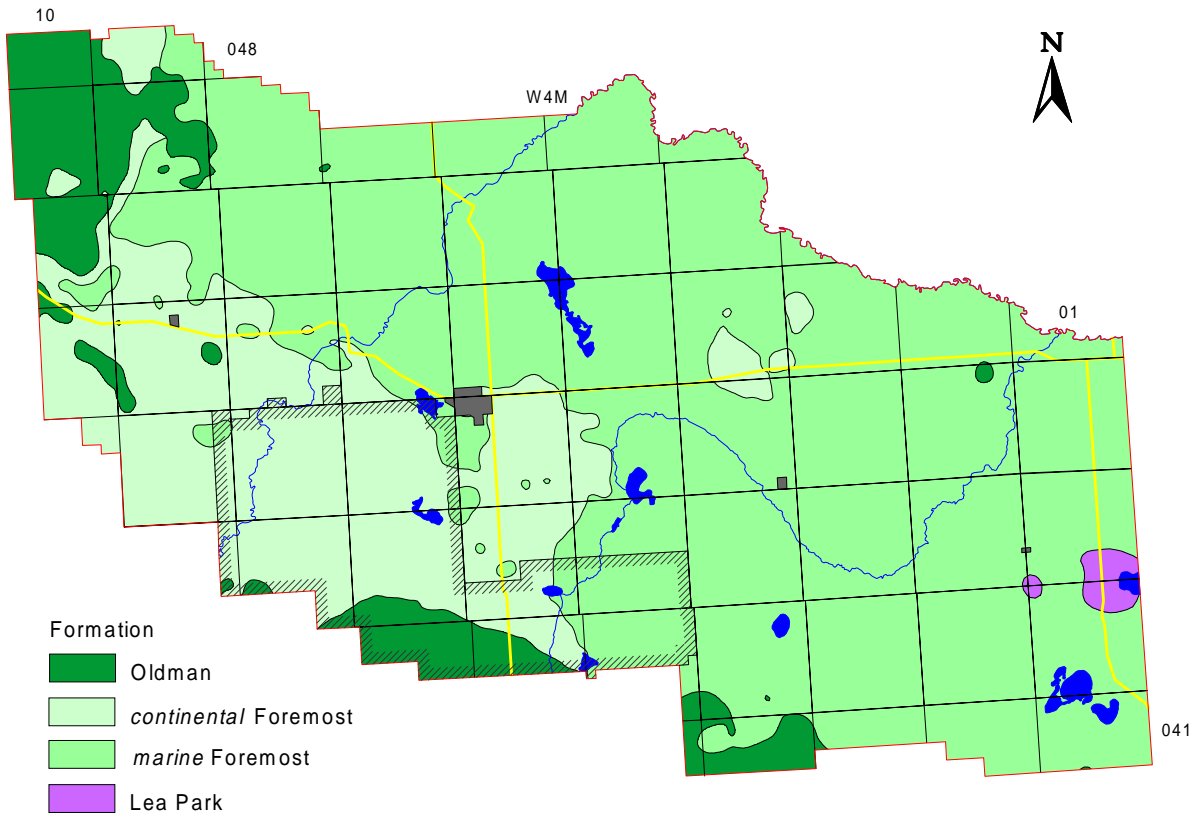 10
048
N
W4M
01
Formation
Oldman
continental Foremost
marine Foremost
Lea Park
041